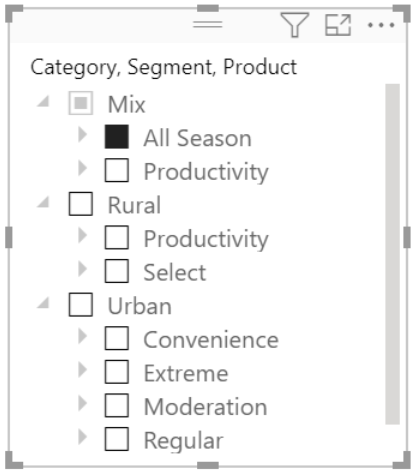 Category, Segment, Product
Mix
All Season
Productivity
Rural
Productivity
Select
Urban
Convenience
Extreme
Moderation
Regular